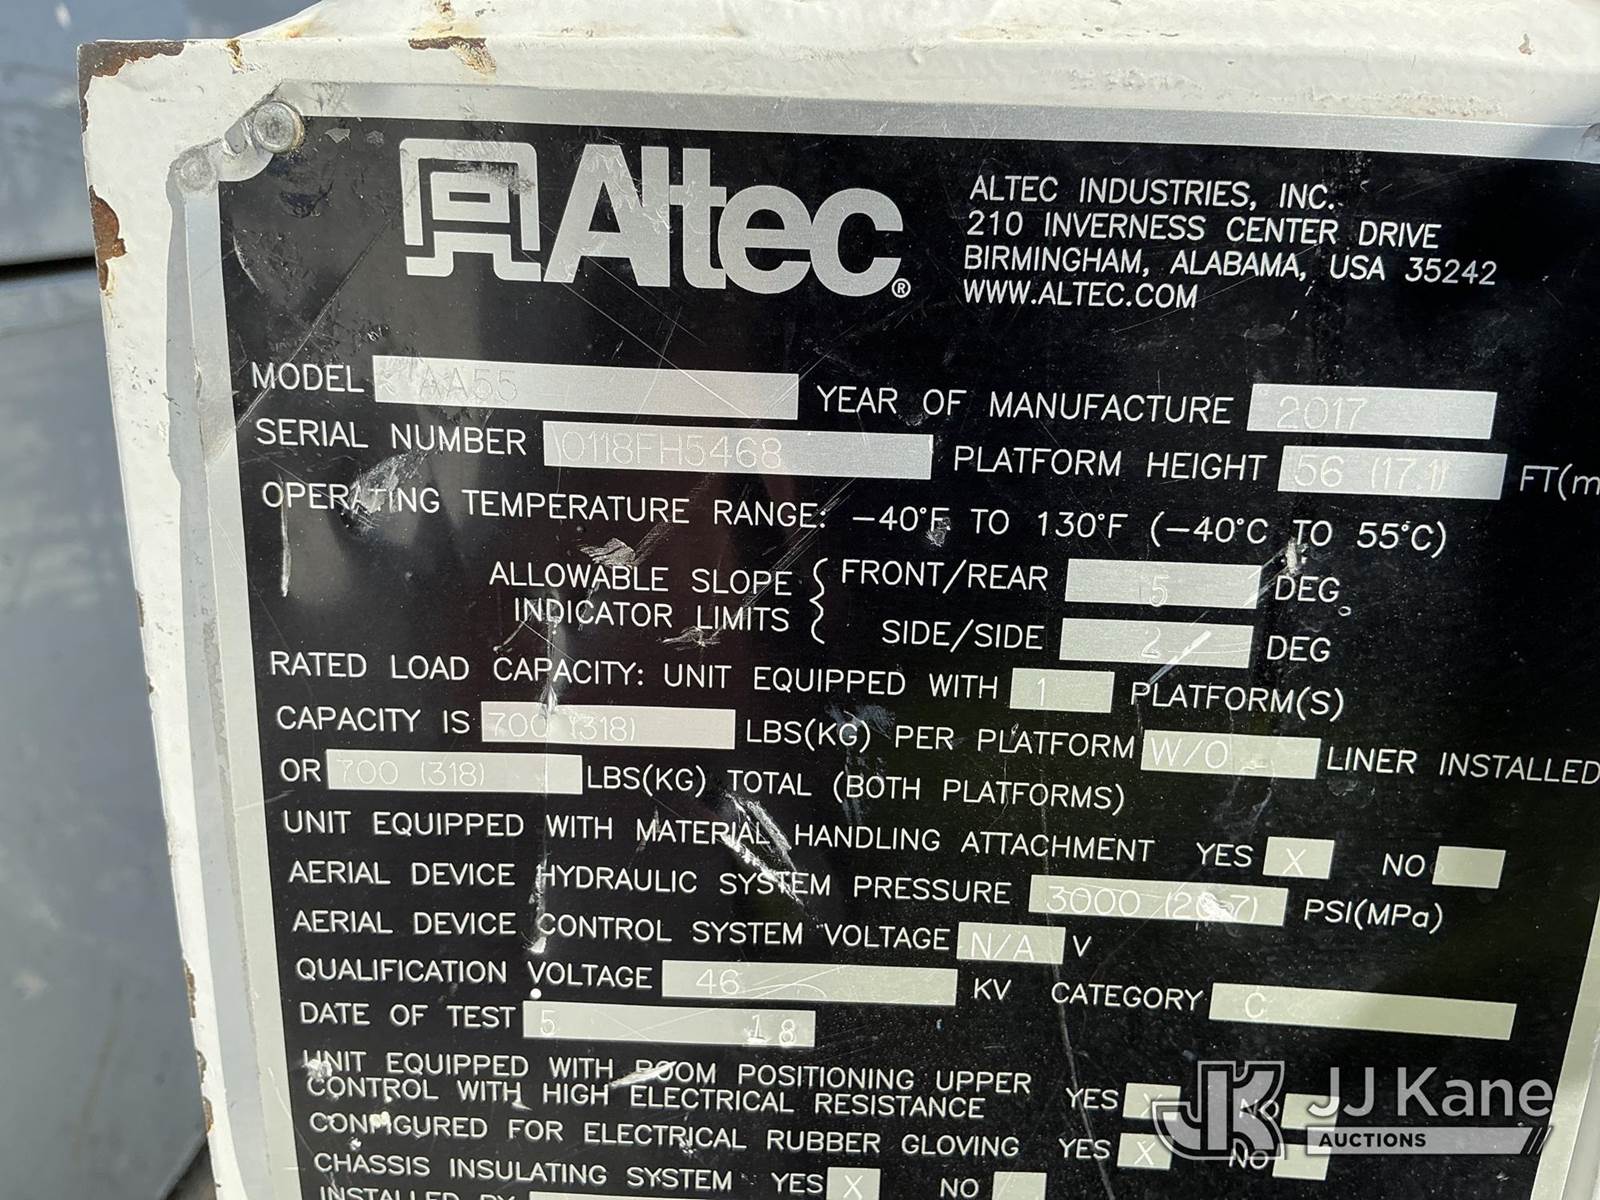 Altec®
ALTEC INDUSTRIES, INC.
210 INVERNESS CENTER DRIVE
BIRMINGHAM, ALABAMA, USA 35242
WWW.ALTEC.COM
MODEL AA55 YEAR OF MANUFACTURE 2017
SERIAL NUMBER 0118FH5468 PLATFORM HEIGHT 56 (17.1) FT(m
OPERATING TEMPERATURE RANGE: -40°F TO 130°F (-40°C TO 55°C)
ALLOWABLE SLOPE INDICATOR LIMITS { FRONT/REAR 5 DEG
SIDE/SIDE 2 DEG
RATED LOAD CAPACITY: UNIT EQUIPPED WITH 1 PLATFORM(S)
CAPACITY IS 700 (318) LBS(KG) PER PLATFORM W/O LINER INSTALLED
OR 700 (318) LBS(KG) TOTAL (BOTH PLATFORMS)
UNIT EQUIPPED WITH MATERIAL HANDLING ATTACHMENT YES X NO
AERIAL DEVICE HYDRAULIC SYSTEM PRESSURE 3000 (20.7) PSI(MPa)
AERIAL DEVICE CONTROL SYSTEM VOLTAGE N/A V
QUALIFICATION VOLTAGE 46 KV CATEGORY C
DATE OF TEST 5 18
UNIT EQUIPPED WITH BOOM POSITIONING UPPER
CONTROL WITH HIGH ELECTRICAL RESISTANCE YES X NO
CONFIGURED FOR ELECTRICAL RUBBER GLOVING YES X NO
CHASSIS INSULATING SYSTEM YES X NO
INSTALLED BY
JK JJ Kane
AUCTIONS